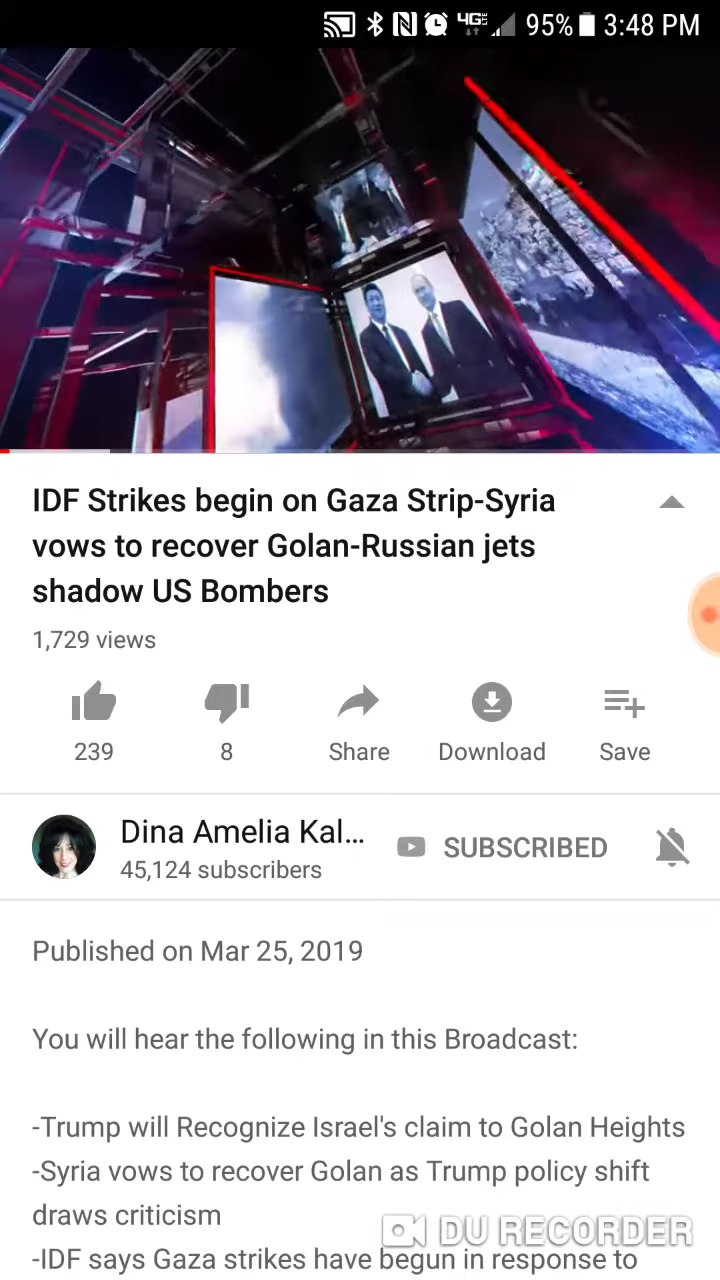 4G LTE 95% 3:48 PM
IDF Strikes begin on Gaza Strip-Syria
vows to recover Golan-Russian jets
shadow US Bombers
1,729 views
239
8
Share
Download
Save
Dina Amelia Kal...
45,124 subscribers
SUBSCRIBED
Published on Mar 25, 2019
You will hear the following in this Broadcast:
-Trump will Recognize Israel's claim to Golan Heights
-Syria vows to recover Golan as Trump policy shift
draws criticism
-IDF says Gaza strikes have begun in response to
DU RECORDER